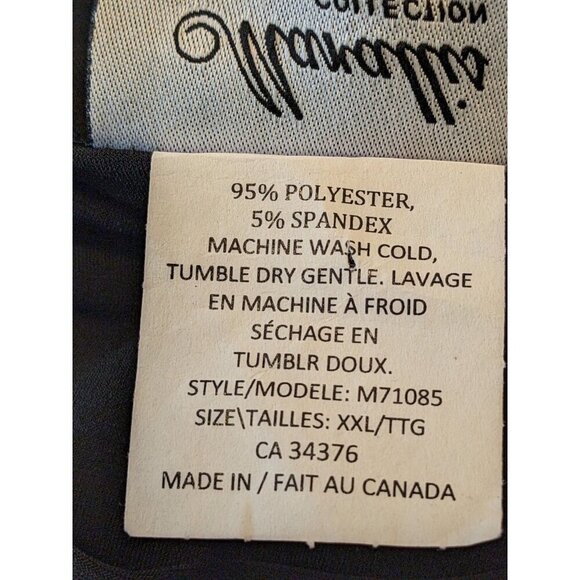 COLLECTION
Marallis
95% POLYESTER,
5% SPANDEX
MACHINE WASH COLD,
TUMBLE DRY GENTLE. LAVAGE
EN MACHINE À FROID
SÉCHAGE EN
TUMBLR DOUX.
STYLE/MODELE: M71085
SIZE\TAILLES: XXL/TTG
CA 34376
MADE IN / FAIT AU CANADA